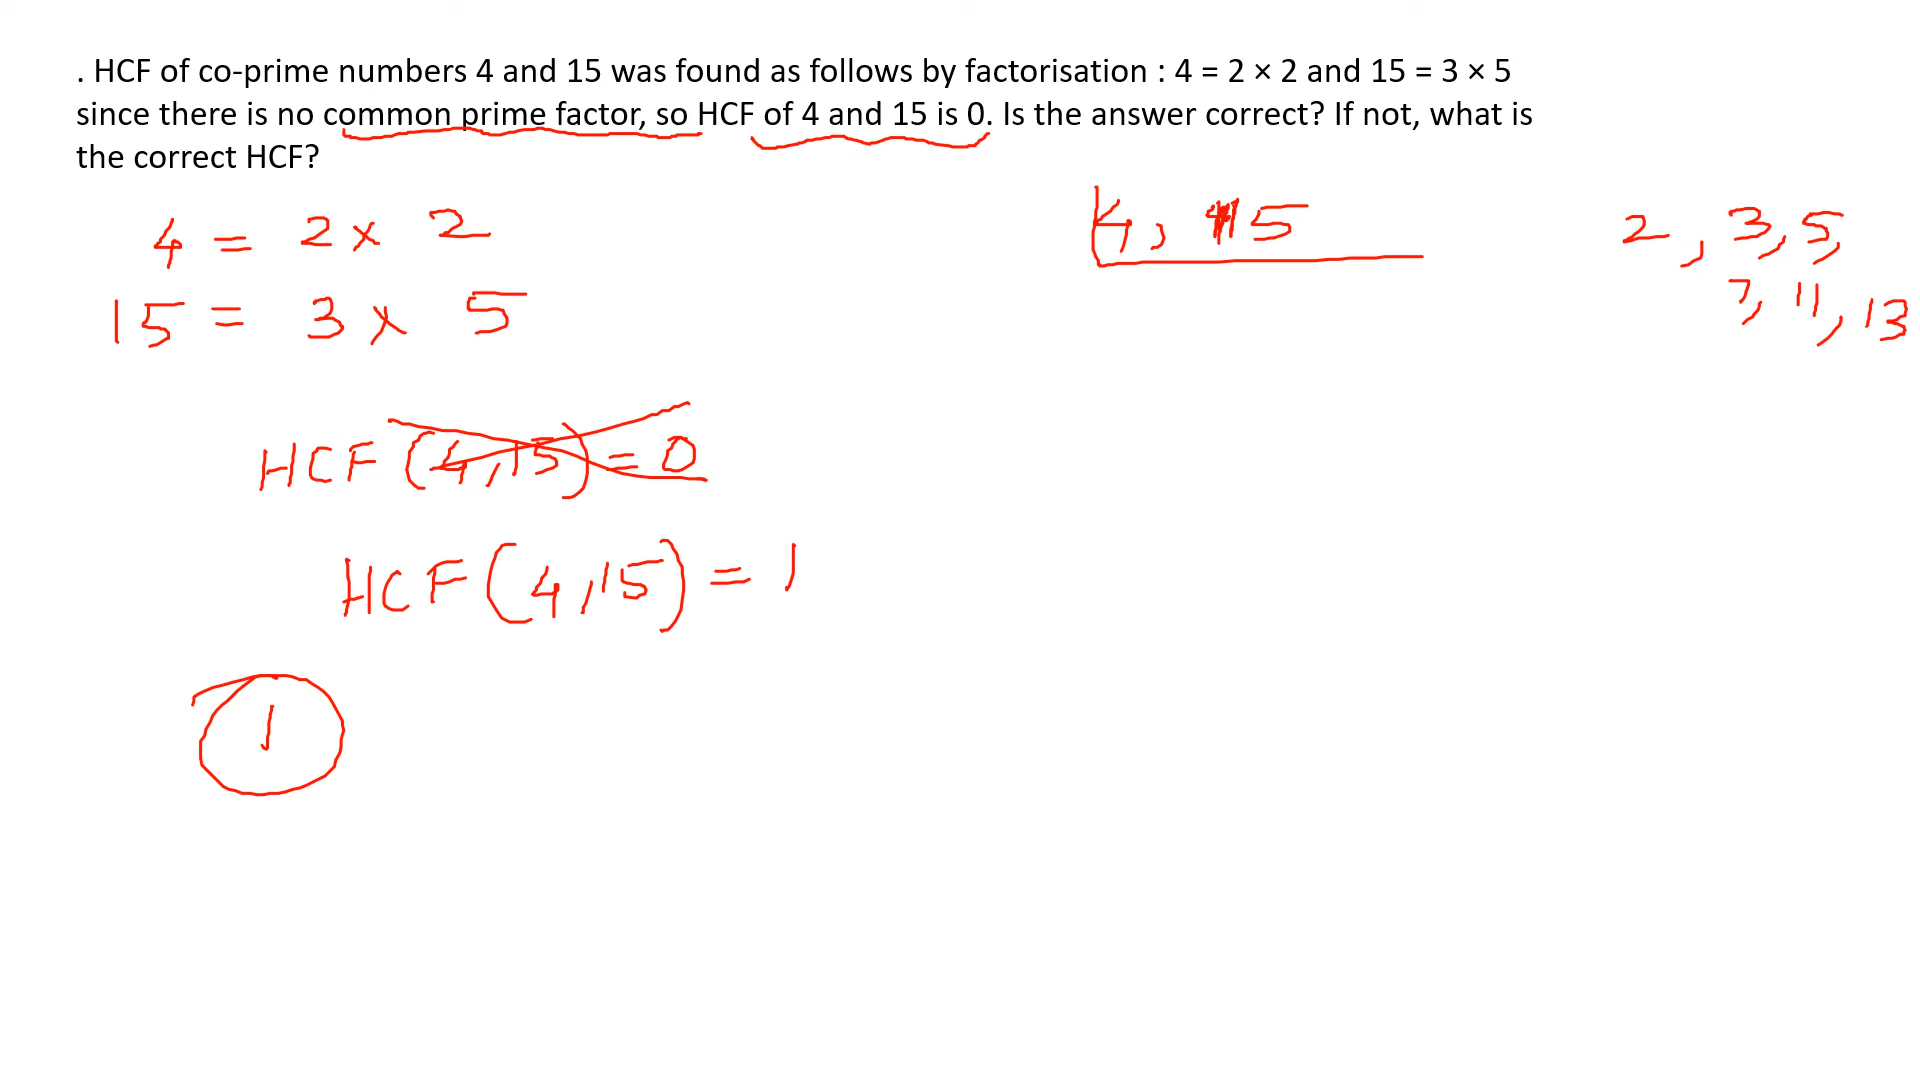 . HCF of co-prime numbers 4 and 15 was found as follows by factorisation : 4 = 2 × 2 and 15 = 3 × 5
since there is no common prime factor, so HCF of 4 and 15 is 0. Is the answer correct? If not, what is
the correct HCF?
4 = 2 × 2
15 = 3 × 5
4, 15
2, 3, 5,
7, 11, 13
HCF (4,15) = 0
HCF (4,15) = 1
1